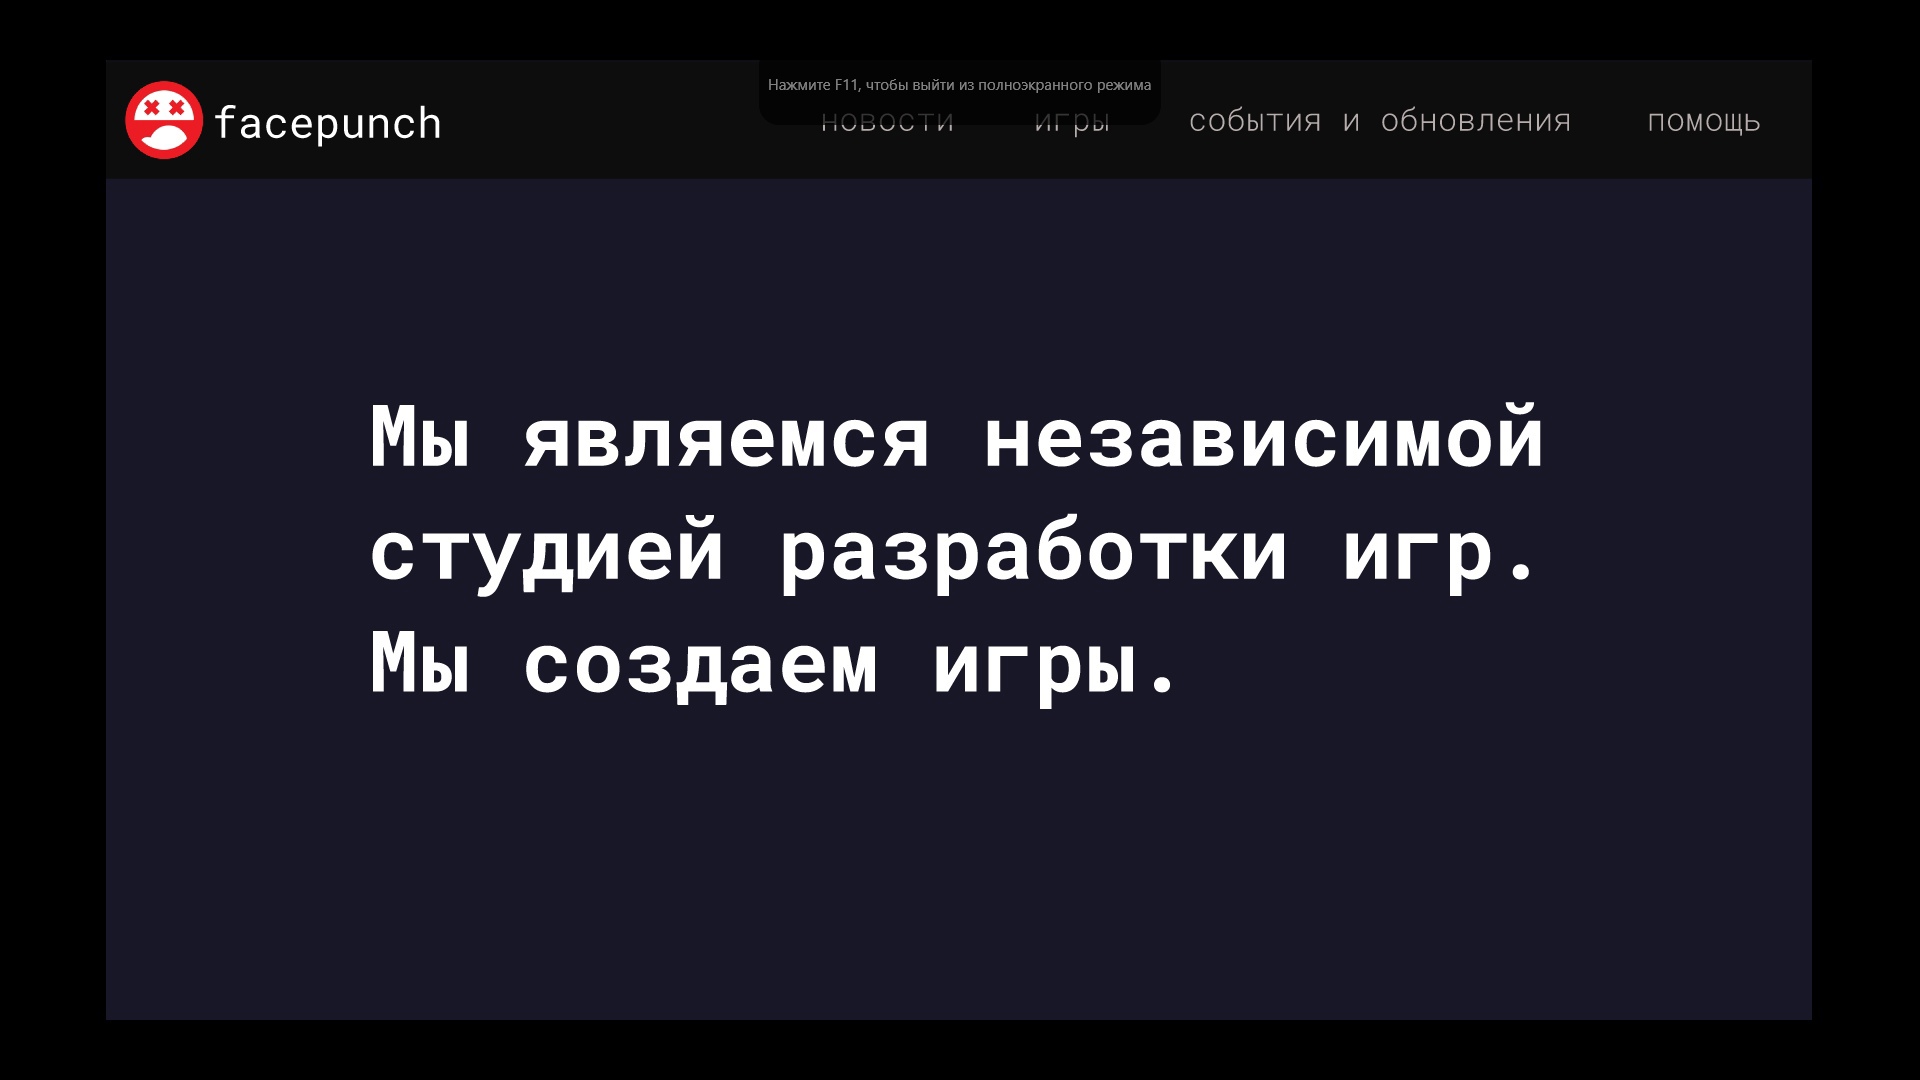 Нажмите F11, чтобы выйти из полноэкранного режима
facepunch
новости игры события и обновления помощь
Мы являемся независимой
студией разработки игр.
Мы создаем игры.